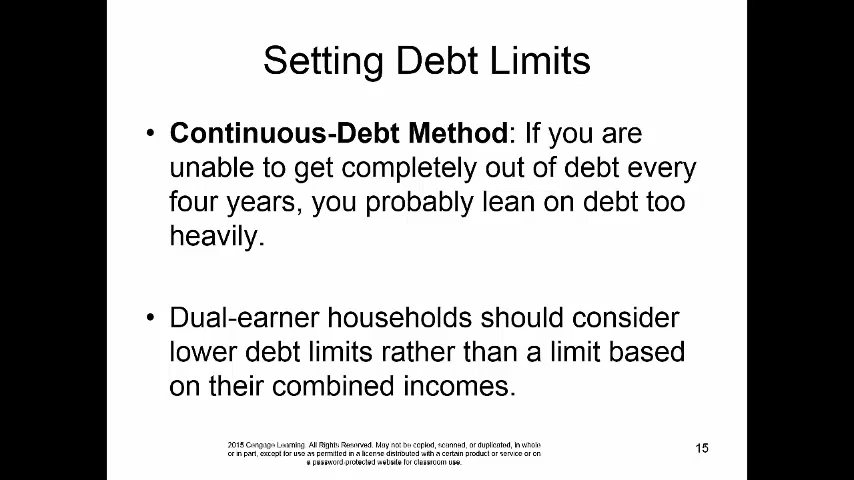 Setting Debt Limits
• Continuous-Debt Method: If you are
unable to get completely out of debt every
four years, you probably lean on debt too
heavily.
• Dual-earner households should consider
lower debt limits rather than a limit based
on their combined incomes.
2015 Cengage Learning. All Rights Reserved. May not be copied, scanned, or duplicated, in whole
or in part, except for use as permitted in a license distributed with a certain product or service or on
a password-protected website for classroom use.
15